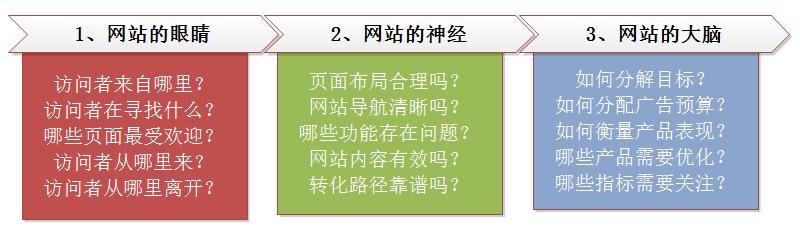 1、网站的眼睛
访问者来自哪里？
访问者在寻找什么？
哪些页面最受欢迎？
访问者从哪里来？
访问者从哪里离开？
2、网站的神经
页面布局合理吗？
网站导航清晰吗？
哪些功能存在问题？
网站内容有效吗？
转化路径靠谱吗？
3、网站的大脑
如何分解目标？
如何分配广告预算？
如何衡量产品表现？
哪些产品需要优化？
哪些指标需要关注？